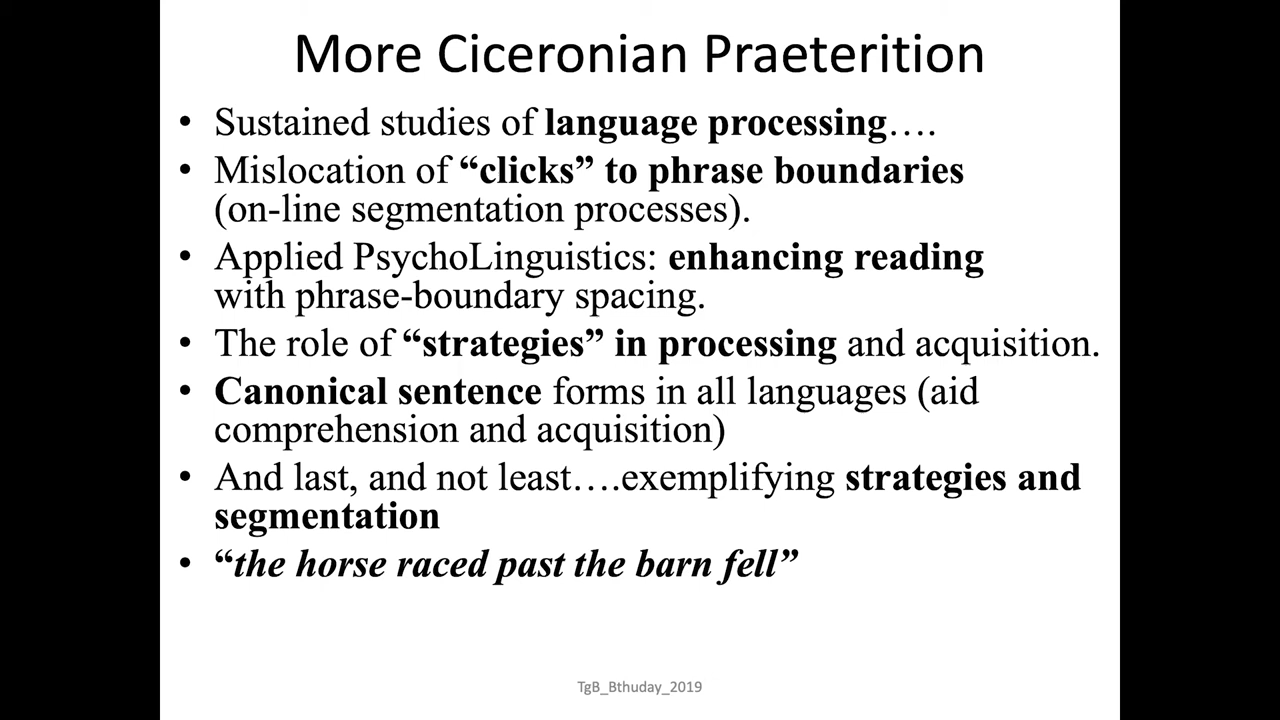 More Ciceronian Praeterition
• Sustained studies of language processing….
• Mislocation of “clicks” to phrase boundaries
(on-line segmentation processes).
• Applied PsychoLinguistics: enhancing reading
with phrase-boundary spacing.
• The role of “strategies” in processing and acquisition.
• Canonical sentence forms in all languages (aid
comprehension and acquisition)
• And last, and not least….exemplifying strategies and
segmentation
• “the horse raced past the barn fell”
TgB_Bthuday_2019